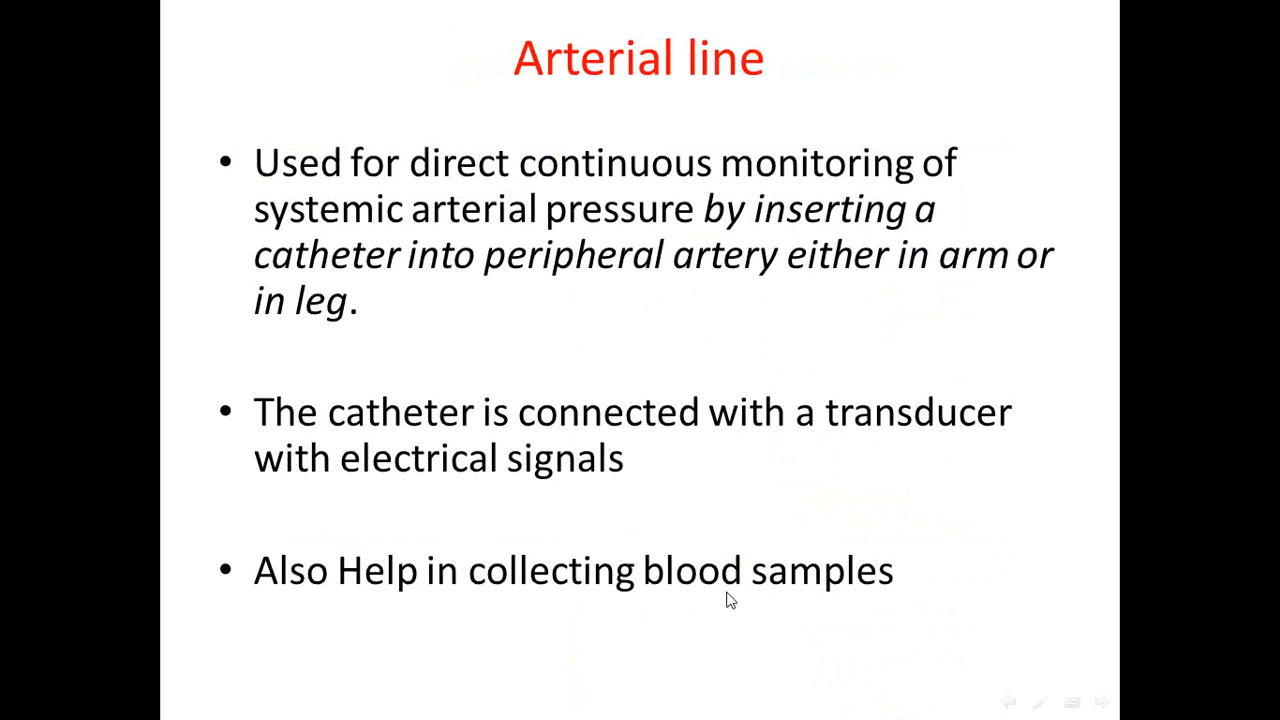 Arterial line
• Used for direct continuous monitoring of
systemic arterial pressure by inserting a
catheter into peripheral artery either in arm or
in leg.
• The catheter is connected with a transducer
with electrical signals
• Also Help in collecting blood samples